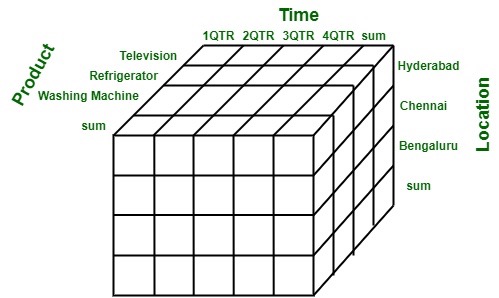 Time
1QTR 2QTR 3QTR 4QTR sum
Product
Television
Refrigerator
Washing Machine
sum
Hyderabad
Chennai
Bengaluru
sum
Location